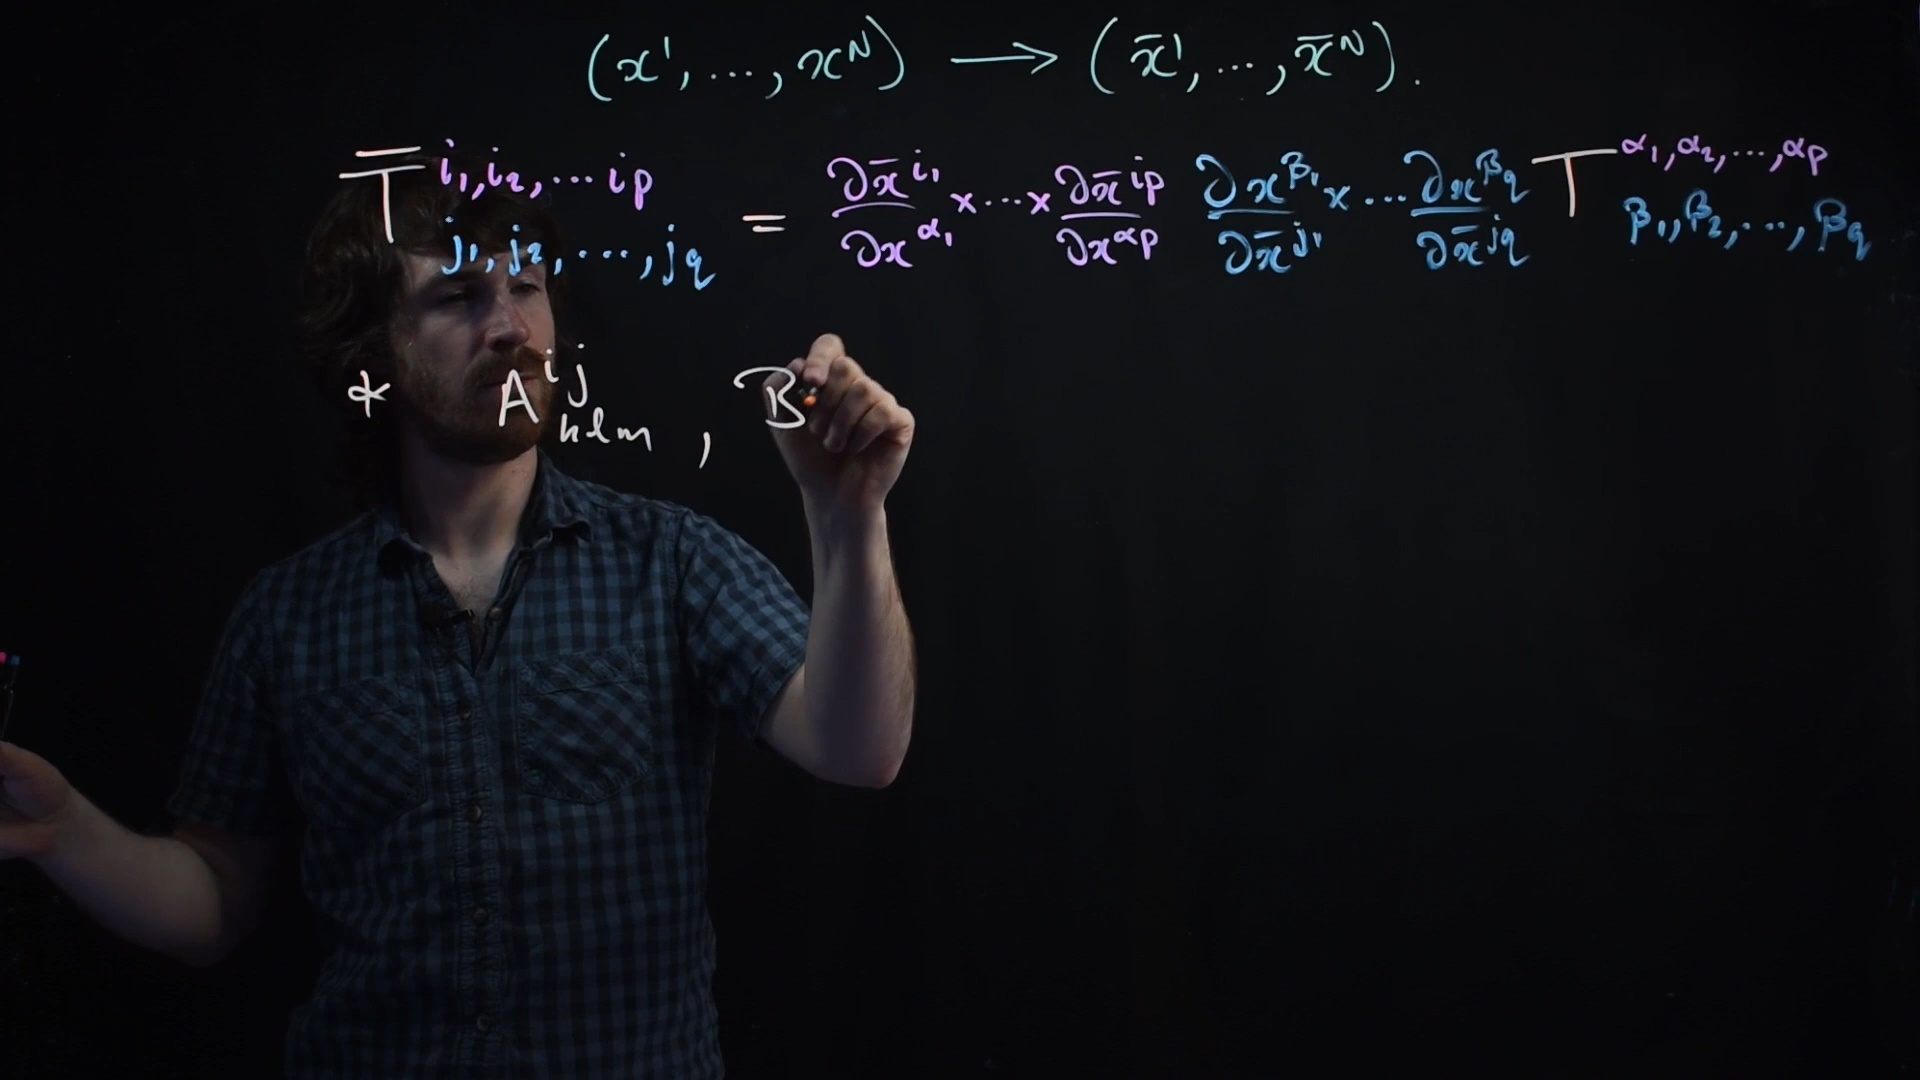 (x¹, ..., xᴺ) ⟶ (x̄¹, ..., x̄ᴺ).
T̄^{i₁,i₂,...ip}_{j₁,j₂,...,jq} = ∂x̄^{i₁}/∂x^{α₁} × ... × ∂x̄^{ip}/∂x^{αp} ∂x^{β₁}/∂x̄^{j₁} × ... ∂x^{βq}/∂x̄^{jq} T^{α₁,α₂,...,αp}_{β₁,β₂,...,βq}
* A^{ij}_{klm} , B